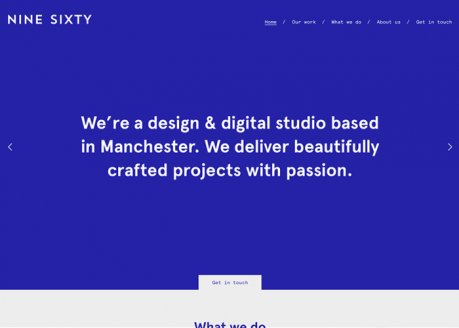 NINE SIXTY
Home / Our work / What we do / About us / Get in touch
We’re a design & digital studio based
in Manchester. We deliver beautifully
crafted projects with passion.
Get in touch
What we do